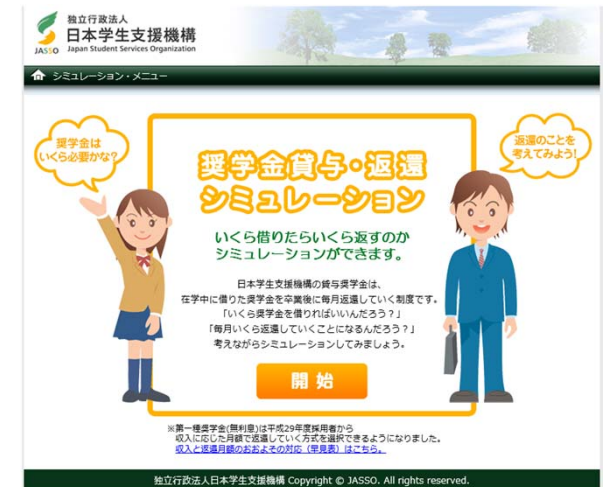 独立行政法人
日本学生支援機構
JASSO Japan Student Services Organization
シミュレーション・メニュー
奨学金は
いくら必要かな?
返還のことを
考えてみよう!
奨学金貸与・返還
シミュレーション
いくら借りたらいくら返すのか
シミュレーションができます。
日本学生支援機構の貸与奨学金は、
在学中に借りた奨学金を卒業後に毎月返還していく制度です。
「いくら奨学金を借りればいいんだろう?」
「毎月いくら返還していくことになるんだろう?」
考えながらシミュレーションしてみましょう。
開 始
※第一種奨学金(無利息)は平成29年度採用者から
収入に応じた月額で返還していく方式を選択できるようになりました。
収入と返還月額のおおよその対応(早見表)はこちら。
独立行政法人日本学生支援機構 Copyright © JASSO. All rights reserved.